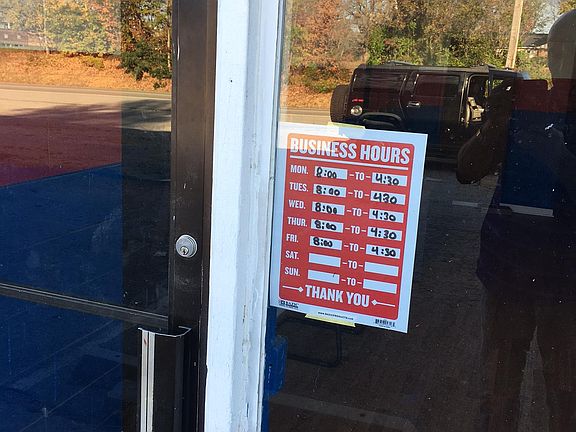 BUSINESS HOURS
MON. 8:00 -TO- 4:30
TUES. 8:00 -TO- 4:30
WED. 8:00 -TO- 4:30
THUR. 8:00 -TO- 4:30
FRI. 8:00 -TO- 4:30
SAT. -TO-
SUN. -TO-
THANK YOU